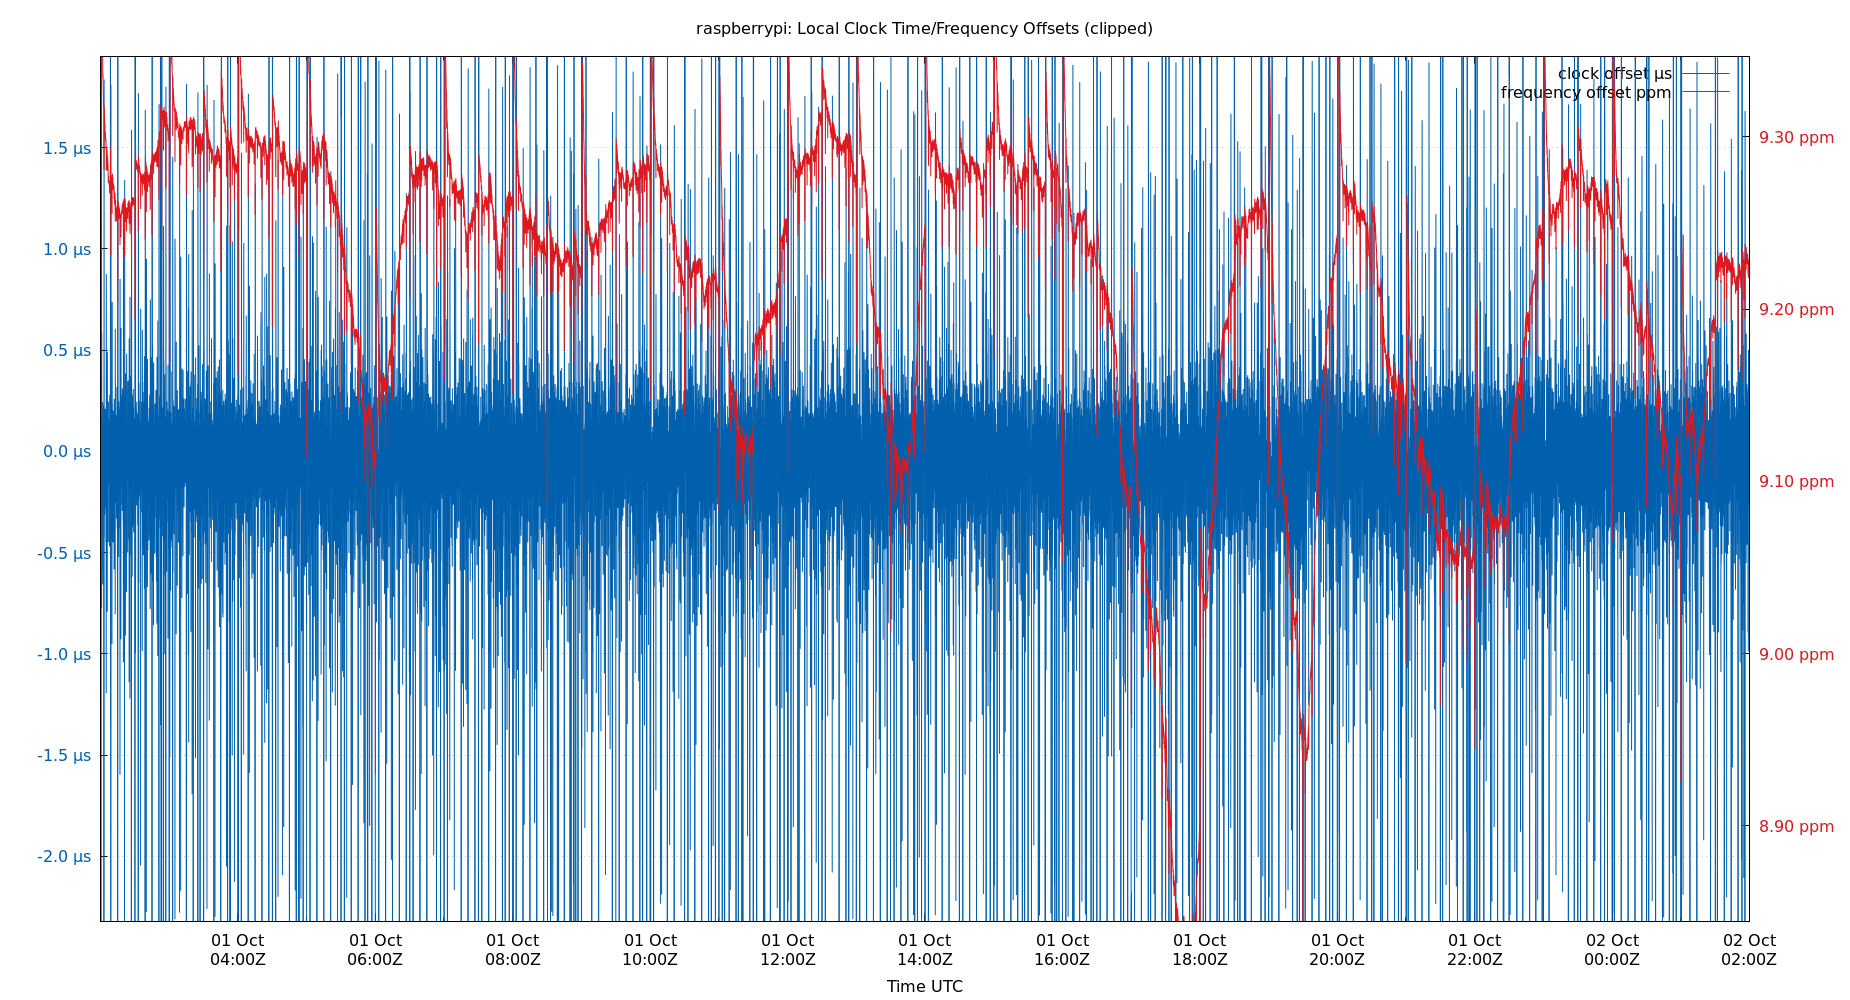 raspberrypi: Local Clock Time/Frequency Offsets (clipped)
clock offset µs
frequency offset ppm
1.5 µs
1.0 µs
0.5 µs
0.0 µs
-0.5 µs
-1.0 µs
-1.5 µs
-2.0 µs
9.30 ppm
9.20 ppm
9.10 ppm
9.00 ppm
8.90 ppm
01 Oct 01 Oct 01 Oct 01 Oct 01 Oct 01 Oct 01 Oct 01 Oct 01 Oct 01 Oct 02 Oct 02 Oct
04:00Z 06:00Z 08:00Z 10:00Z 12:00Z 14:00Z 16:00Z 18:00Z 20:00Z 22:00Z 00:00Z 02:00Z
Time UTC